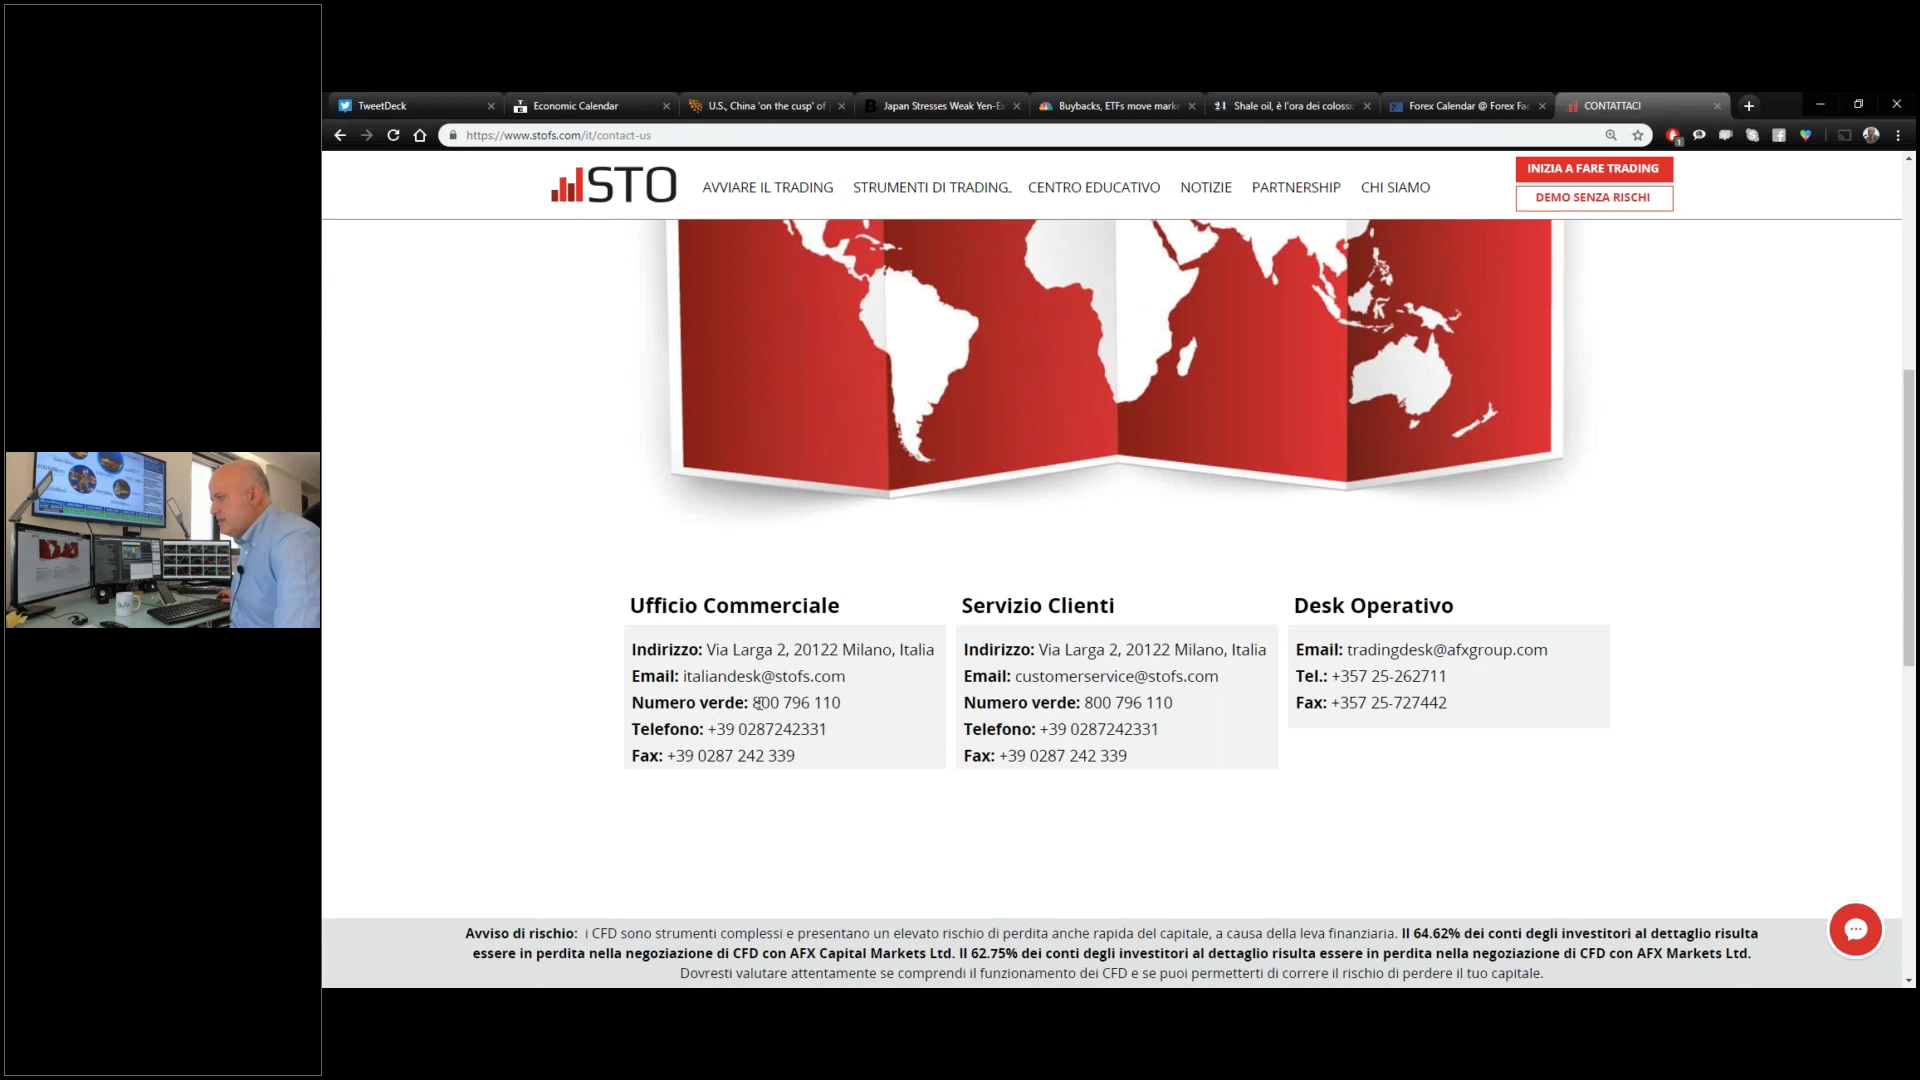 TweetDeck
Economic Calendar
U.S., China 'on the cusp' of
Japan Stresses Weak Yen-E
Buybacks, ETFs move mark
Shale oil, è l'ora dei coloss
Forex Calendar @ Forex Fac
CONTATTACI
https://www.stofs.com/it/contact-us
STO
AVVIARE IL TRADING
STRUMENTI DI TRADING
CENTRO EDUCATIVO
NOTIZIE
PARTNERSHIP
CHI SIAMO
INIZIA A FARE TRADING
DEMO SENZA RISCHI
Ufficio Commerciale
Indirizzo: Via Larga 2, 20122 Milano, Italia
Email: italiandesk@stofs.com
Numero verde: 800 796 110
Telefono: +39 0287242331
Fax: +39 0287 242 339
Servizio Clienti
Indirizzo: Via Larga 2, 20122 Milano, Italia
Email: customerservice@stofs.com
Numero verde: 800 796 110
Telefono: +39 0287242331
Fax: +39 0287 242 339
Desk Operativo
Email: tradingdesk@afxgroup.com
Tel.: +357 25-262711
Fax: +357 25-727442
Avviso di rischio: i CFD sono strumenti complessi e presentano un elevato rischio di perdita anche rapida del capitale, a causa della leva finanziaria. Il 64.62% dei conti degli investitori al dettaglio risulta
essere in perdita nella negoziazione di CFD con AFX Capital Markets Ltd. Il 62.75% dei conti degli investitori al dettaglio risulta essere in perdita nella negoziazione di CFD con AFX Markets Ltd.
Dovresti valutare attentamente se comprendi il funzionamento dei CFD e se puoi permetterti di correre il rischio di perdere il tuo capitale.